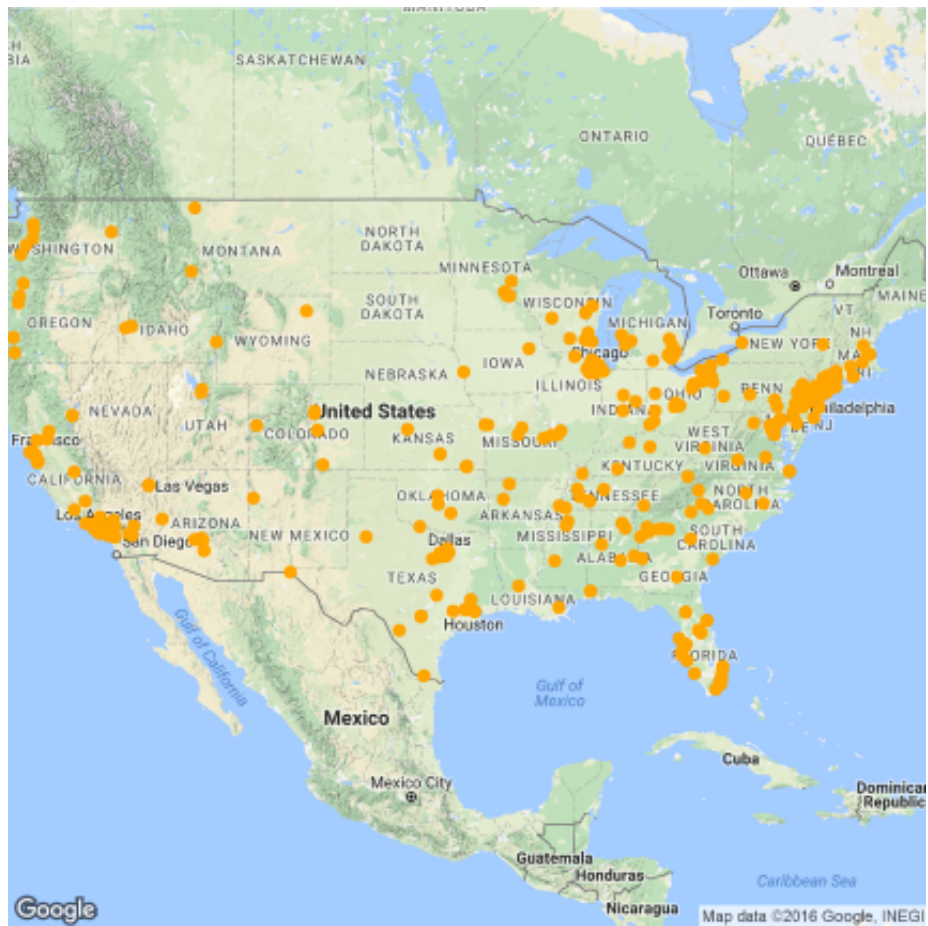 MANITOBA
SASKATCHEWAN
ONTARIO
QUÉBEC
NORTH
DAKOTA
MONTANA
MINNESOTA
Ottawa
Montreal
SOUTH
DAKOTA
WISCONSIN
MICHIGAN
Toronto
VT
MAINE
OREGON
IDAHO
WYOMING
NEW YORK
NH
MA
RI
IOWA
Chicago
NEBRASKA
ILLINOIS
OHIO
PENN
NEVADA
UTAH
United States
COLORADO
KANSAS
MISSOURI
Philadelphia
DE
NJ
WEST
VIRGINIA
CALIFORNIA
Las Vegas
KENTUCKY
VIRGINIA
OKLAHOMA
TENNESSEE
NORTH
CAROLINA
Los Angeles
ARIZONA
ARKANSAS
NEW MEXICO
MISSISSIPPI
SOUTH
CAROLINA
San Diego
Dallas
ALABAMA
TEXAS
GEORGIA
LOUISIANA
Houston
Gulf of
California
FLORIDA
Gulf of
Mexico
Mexico
Cuba
Mexico City
Dominican
Republic
Guatemala
Honduras
Caribbean Sea
Nicaragua
Google
Map data ©2016 Google, INEGI